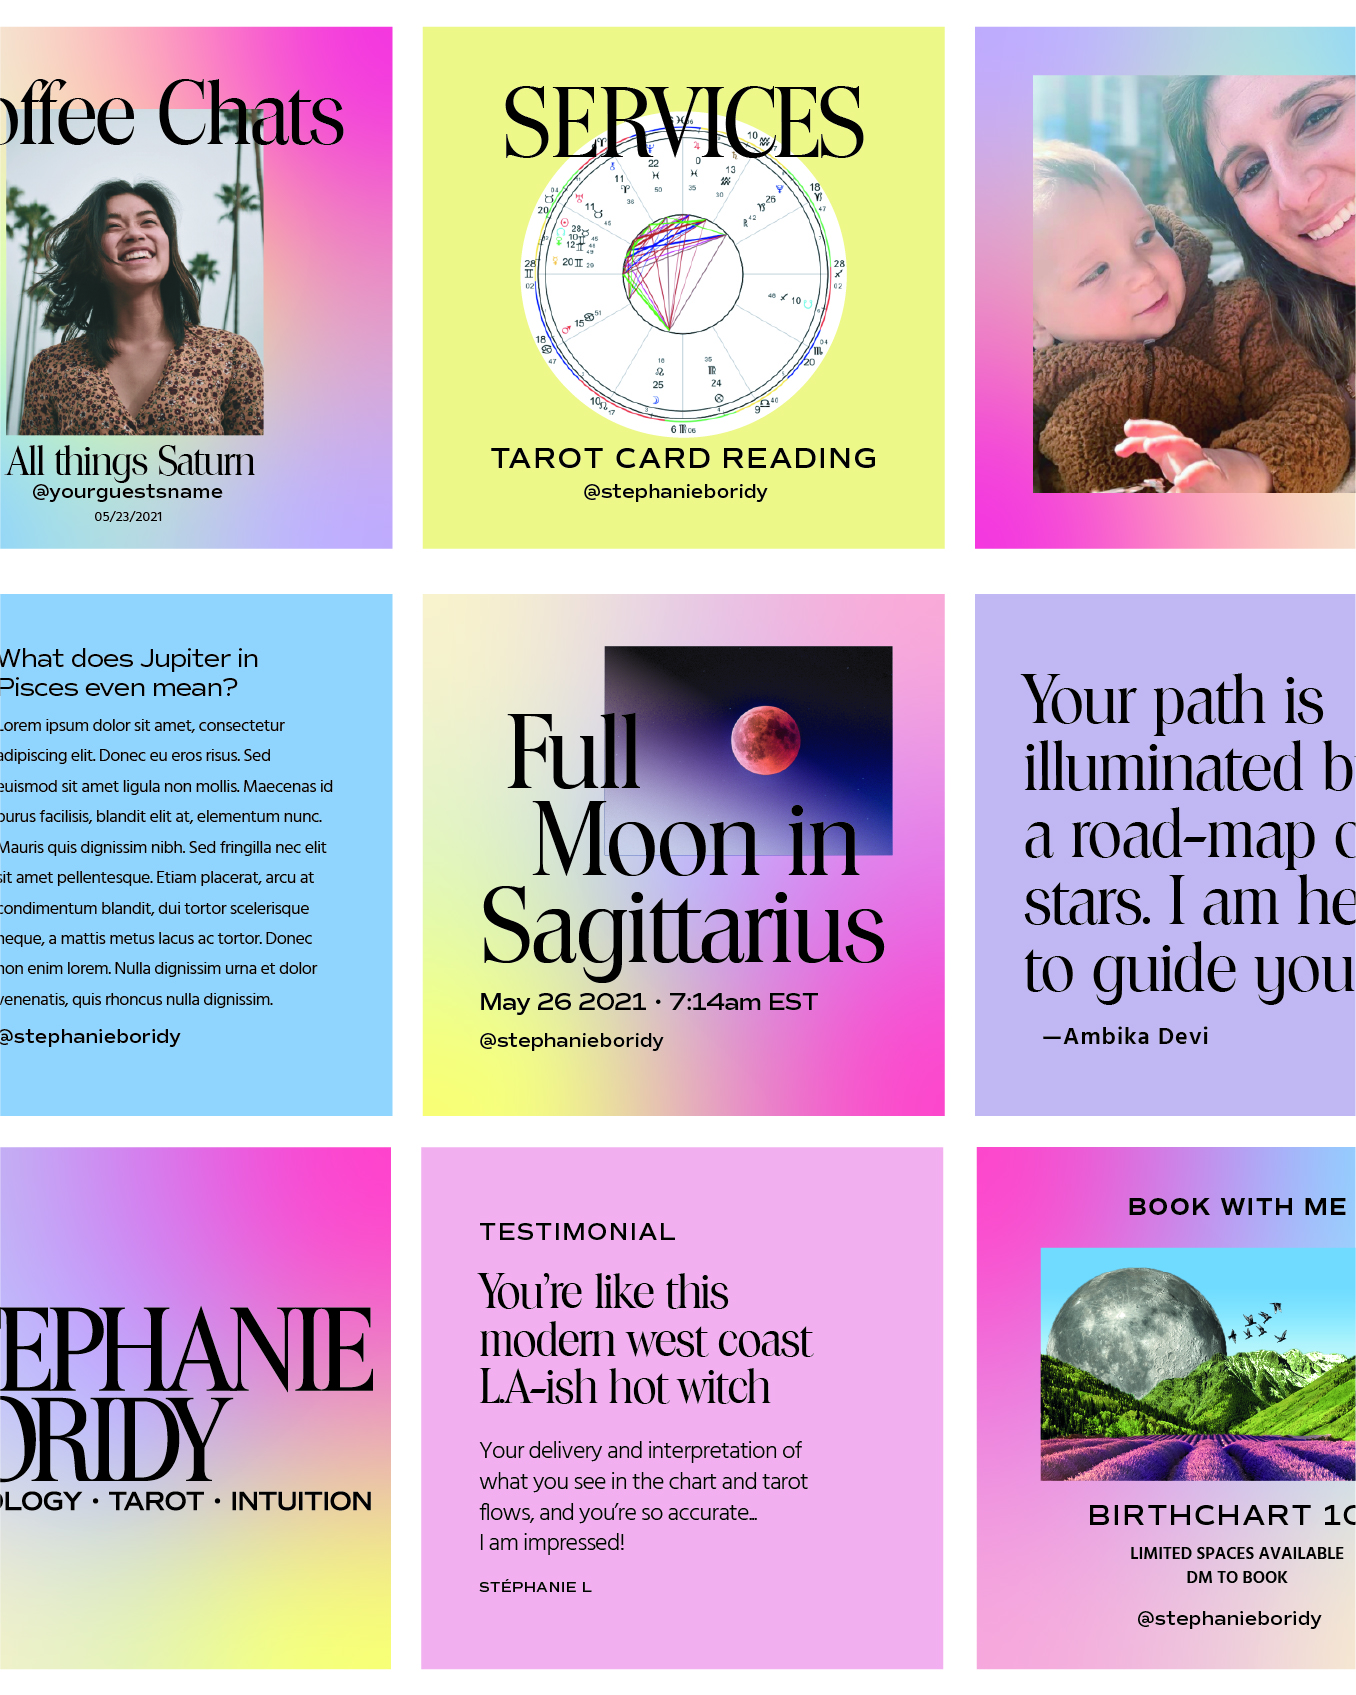 offee Chats
All things Saturn
@yourguestsname
05/23/2021
SERVICES
TAROT CARD READING
@stephanieboridy
What does Jupiter in
Pisces even mean?
Lorem ipsum dolor sit amet, consectetur
adipiscing elit. Donec eu eros risus. Sed
euismod sit amet ligula non mollis. Maecenas id
purus facilisis, blandit elit at, elementum nunc.
Mauris quis dignissim nibh. Sed fringilla nec elit
sit amet pellentesque. Etiam placerat, arcu at
condimentum blandit, dui tortor scelerisque
neque, a mattis metus lacus ac tortor. Donec
non enim lorem. Nulla dignissim urna et dolor
venenatis, quis rhoncus nulla dignissim.
@stephanieboridy
Full
Moon in
Sagittarius
May 26 2021 • 7:14am EST
@stephanieboridy
Your path is
illuminated b
a road-map o
stars. I am he
to guide you
—Ambika Devi
TEPHANIE
ORIDY
OLOGY • TAROT • INTUITION
TESTIMONIAL
You're like this
modern west coast
L.A-ish hot witch
Your delivery and interpretation of
what you see in the chart and tarot
flows, and you're so accurate...
I am impressed!
STÉPHANIE L
BOOK WITH ME
BIRTHCHART 10
LIMITED SPACES AVAILABLE
DM TO BOOK
@stephanieboridy